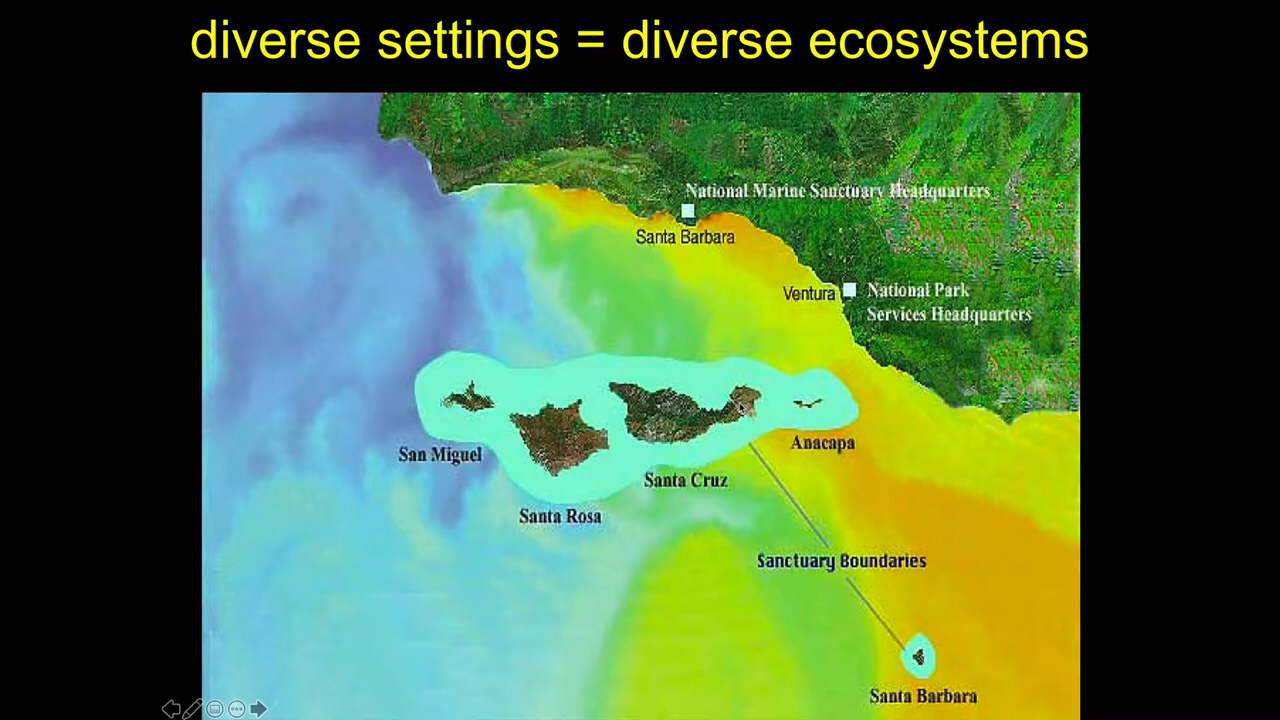 diverse settings = diverse ecosystems
National Marine Sanctuary Headquarters
Santa Barbara
Ventura
National Park
Services Headquarters
San Miguel
Anacapa
Santa Cruz
Santa Rosa
Sanctuary Boundaries
Santa Barbara